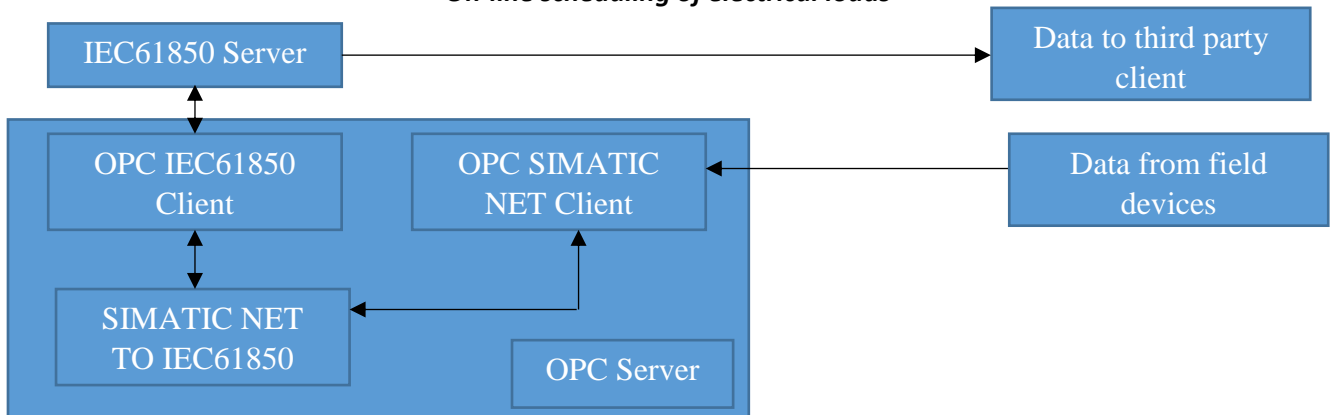 IEC61850 Server
Data to third party
client
OPC IEC61850
Client
OPC SIMATIC
NET Client
Data from field
devices
SIMATIC NET
TO IEC61850
OPC Server